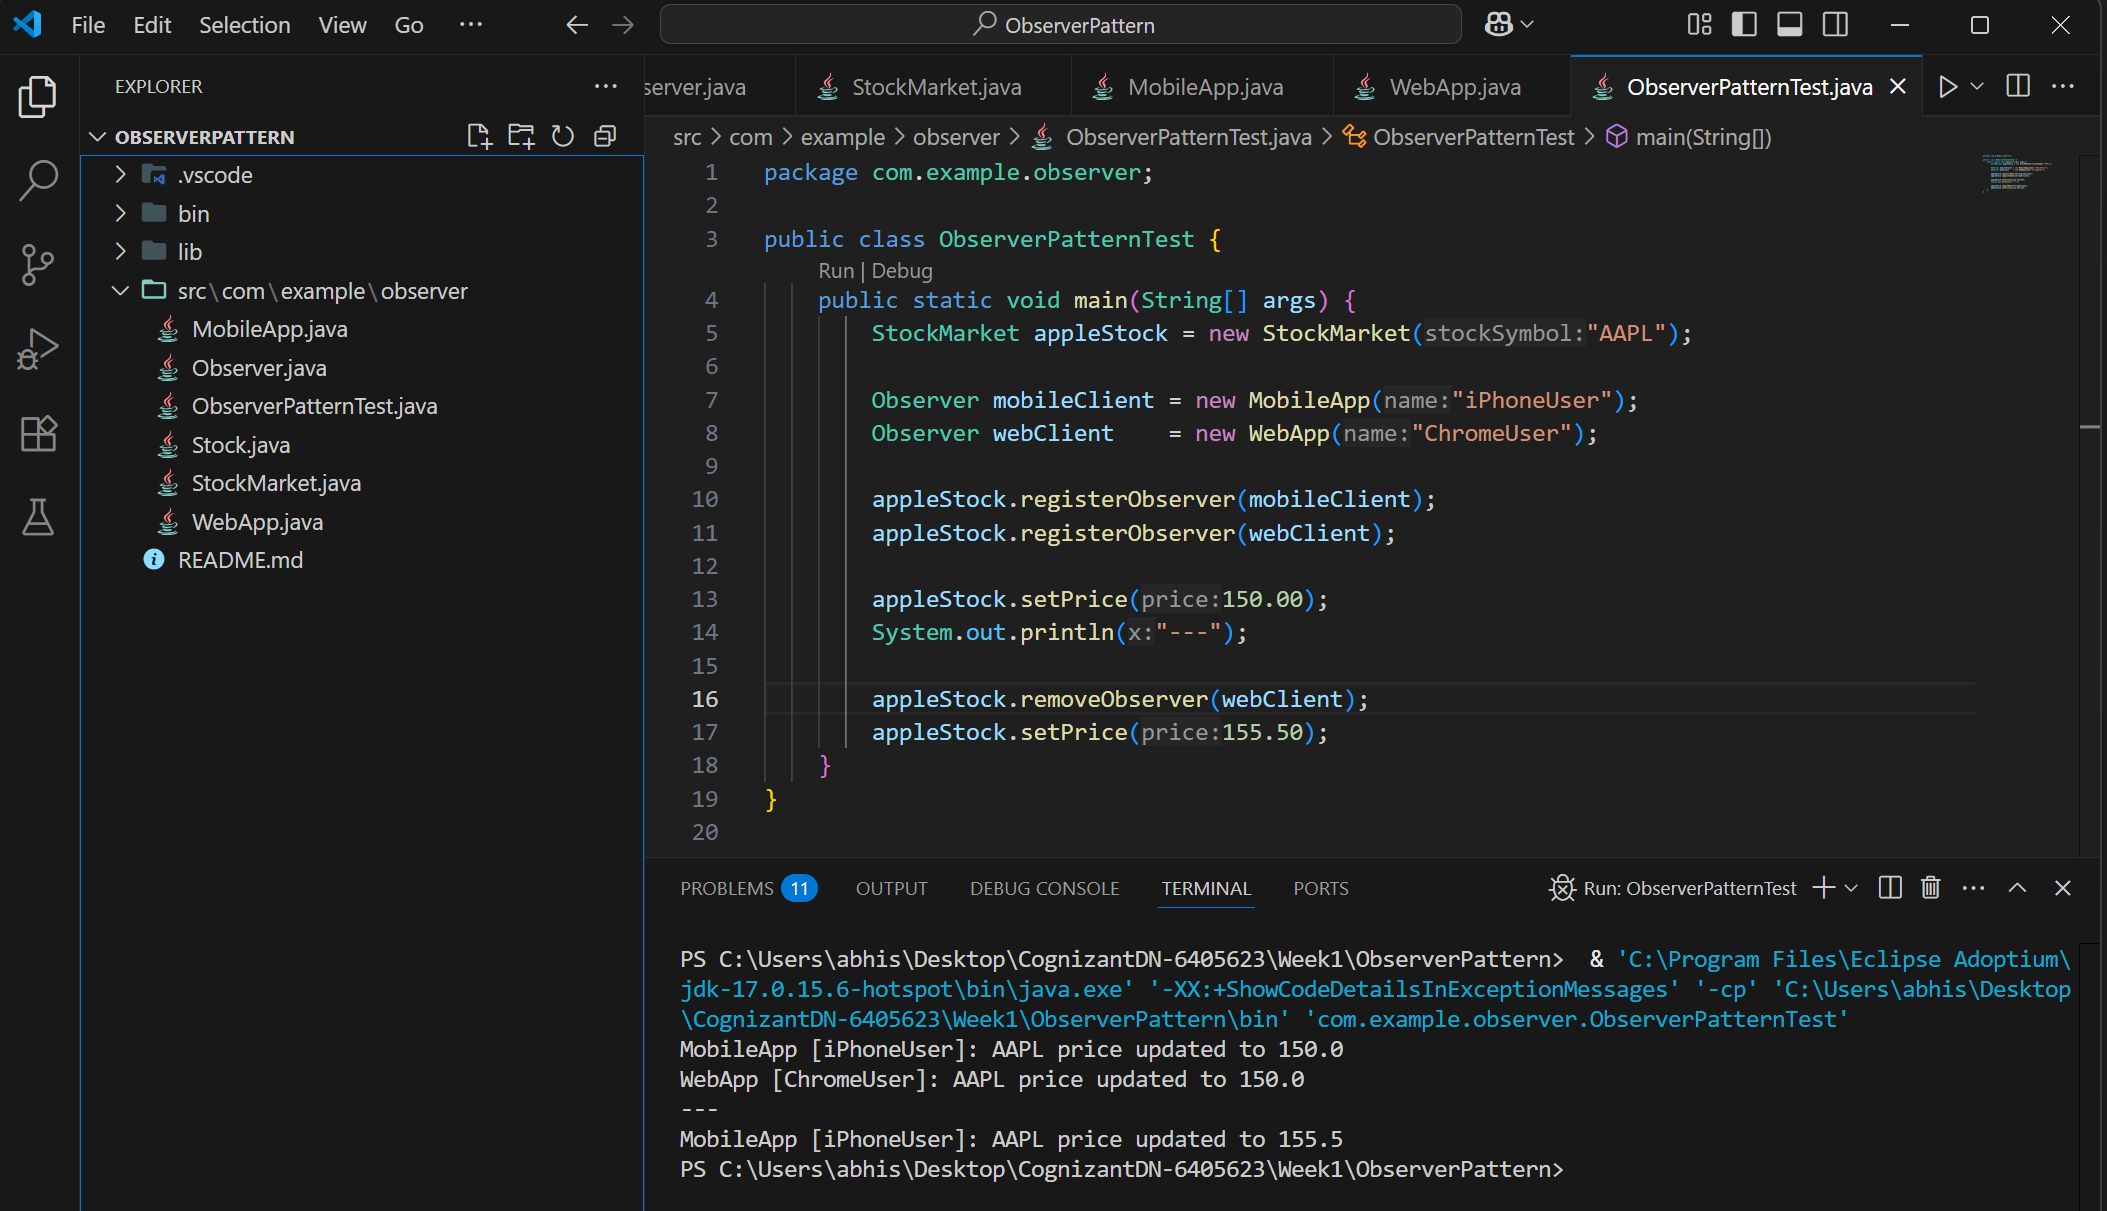 File Edit Selection View Go ···
ObserverPattern
EXPLORER
OBSERVERPATTERN
.vscode
bin
lib
src\com\example\observer
MobileApp.java
Observer.java
ObserverPatternTest.java
Stock.java
StockMarket.java
WebApp.java
README.md
server.java StockMarket.java MobileApp.java WebApp.java ObserverPatternTest.java
src > com > example > observer > ObserverPatternTest.java > ObserverPatternTest > main(String[])
1 package com.example.observer;
2
3 public class ObserverPatternTest {
Run | Debug
4 public static void main(String[] args) {
5 StockMarket appleStock = new StockMarket(stockSymbol:"AAPL");
6
7 Observer mobileClient = new MobileApp(name:"iPhoneUser");
8 Observer webClient    = new WebApp(name:"ChromeUser");
9
10 appleStock.registerObserver(mobileClient);
11 appleStock.registerObserver(webClient);
12
13 appleStock.setPrice(price:150.00);
14 System.out.println(x:"---");
15
16 appleStock.removeObserver(webClient);
17 appleStock.setPrice(price:155.50);
18 }
19 }
20
PROBLEMS 11 OUTPUT DEBUG CONSOLE TERMINAL PORTS Run: ObserverPatternTest
PS C:\Users\abhis\Desktop\CognizantDN-6405623\Week1\ObserverPattern>  & 'C:\Program Files\Eclipse Adoptium\
jdk-17.0.15.6-hotspot\bin\java.exe' '-XX:+ShowCodeDetailsInExceptionMessages' '-cp' 'C:\Users\abhis\Desktop
\CognizantDN-6405623\Week1\ObserverPattern\bin' 'com.example.observer.ObserverPatternTest'
MobileApp [iPhoneUser]: AAPL price updated to 150.0
WebApp [ChromeUser]: AAPL price updated to 150.0
---
MobileApp [iPhoneUser]: AAPL price updated to 155.5
PS C:\Users\abhis\Desktop\CognizantDN-6405623\Week1\ObserverPattern>